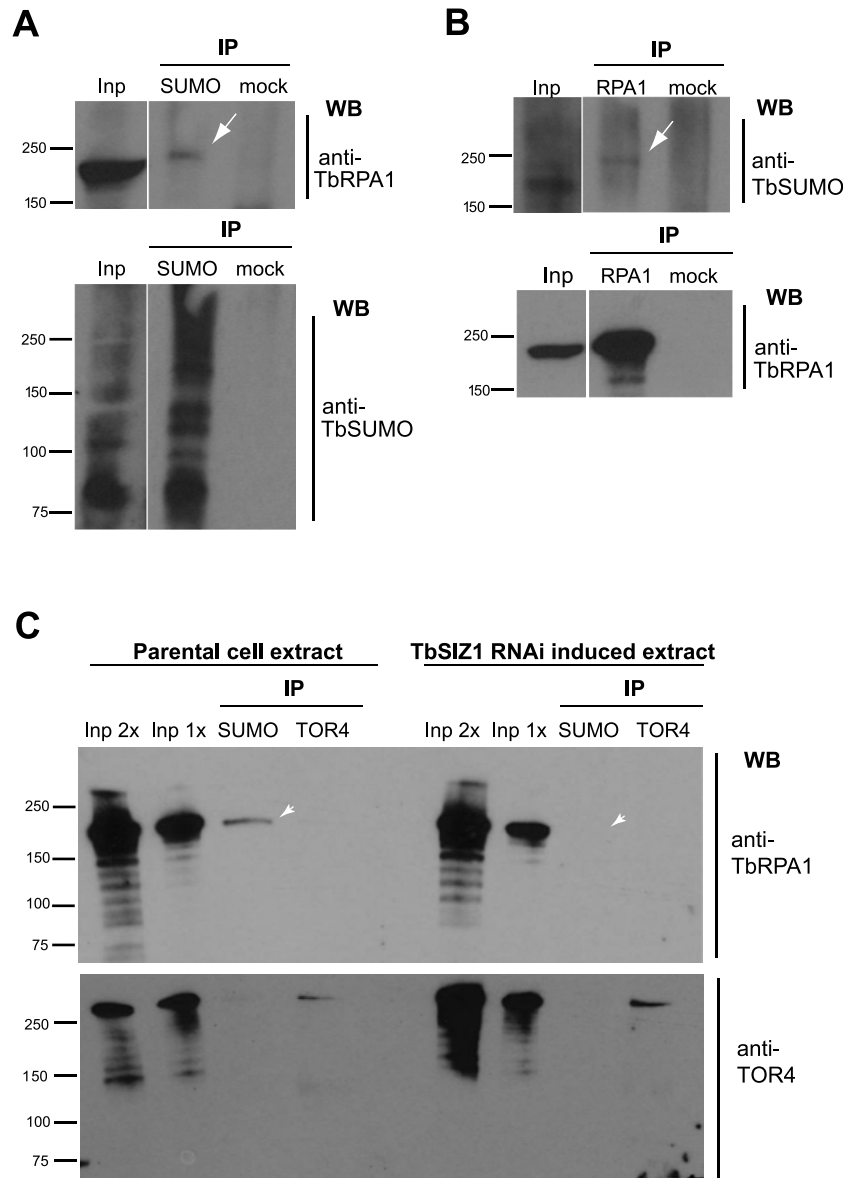 A
IP
Inp SUMO mock
WB
250
150
anti-
TbRPA1
IP
Inp SUMO mock
WB
250
150
100
75
anti-
TbSUMO
B
IP
Inp RPA1 mock
WB
250
150
anti-
TbSUMO
IP
Inp RPA1 mock
WB
250
150
anti-
TbRPA1
C
Parental cell extract TbSIZ1 RNAi induced extract
IP IP
Inp 2x Inp 1x SUMO TOR4 Inp 2x Inp 1x SUMO TOR4
WB
250
150
100
75
anti-
TbRPA1
250
150
100
75
anti-
TOR4